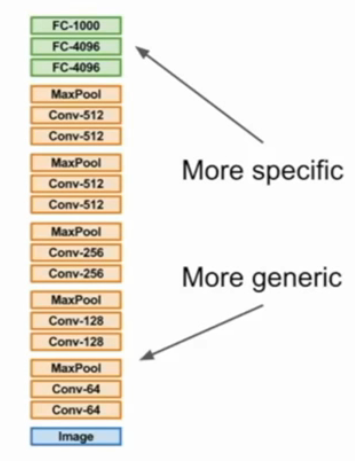 FC-1000
FC-4096
FC-4096
MaxPool
Conv-512
Conv-512
MaxPool
Conv-512
Conv-512
MaxPool
Conv-256
Conv-256
MaxPool
Conv-128
Conv-128
MaxPool
Conv-64
Conv-64
Image
More specific
More generic